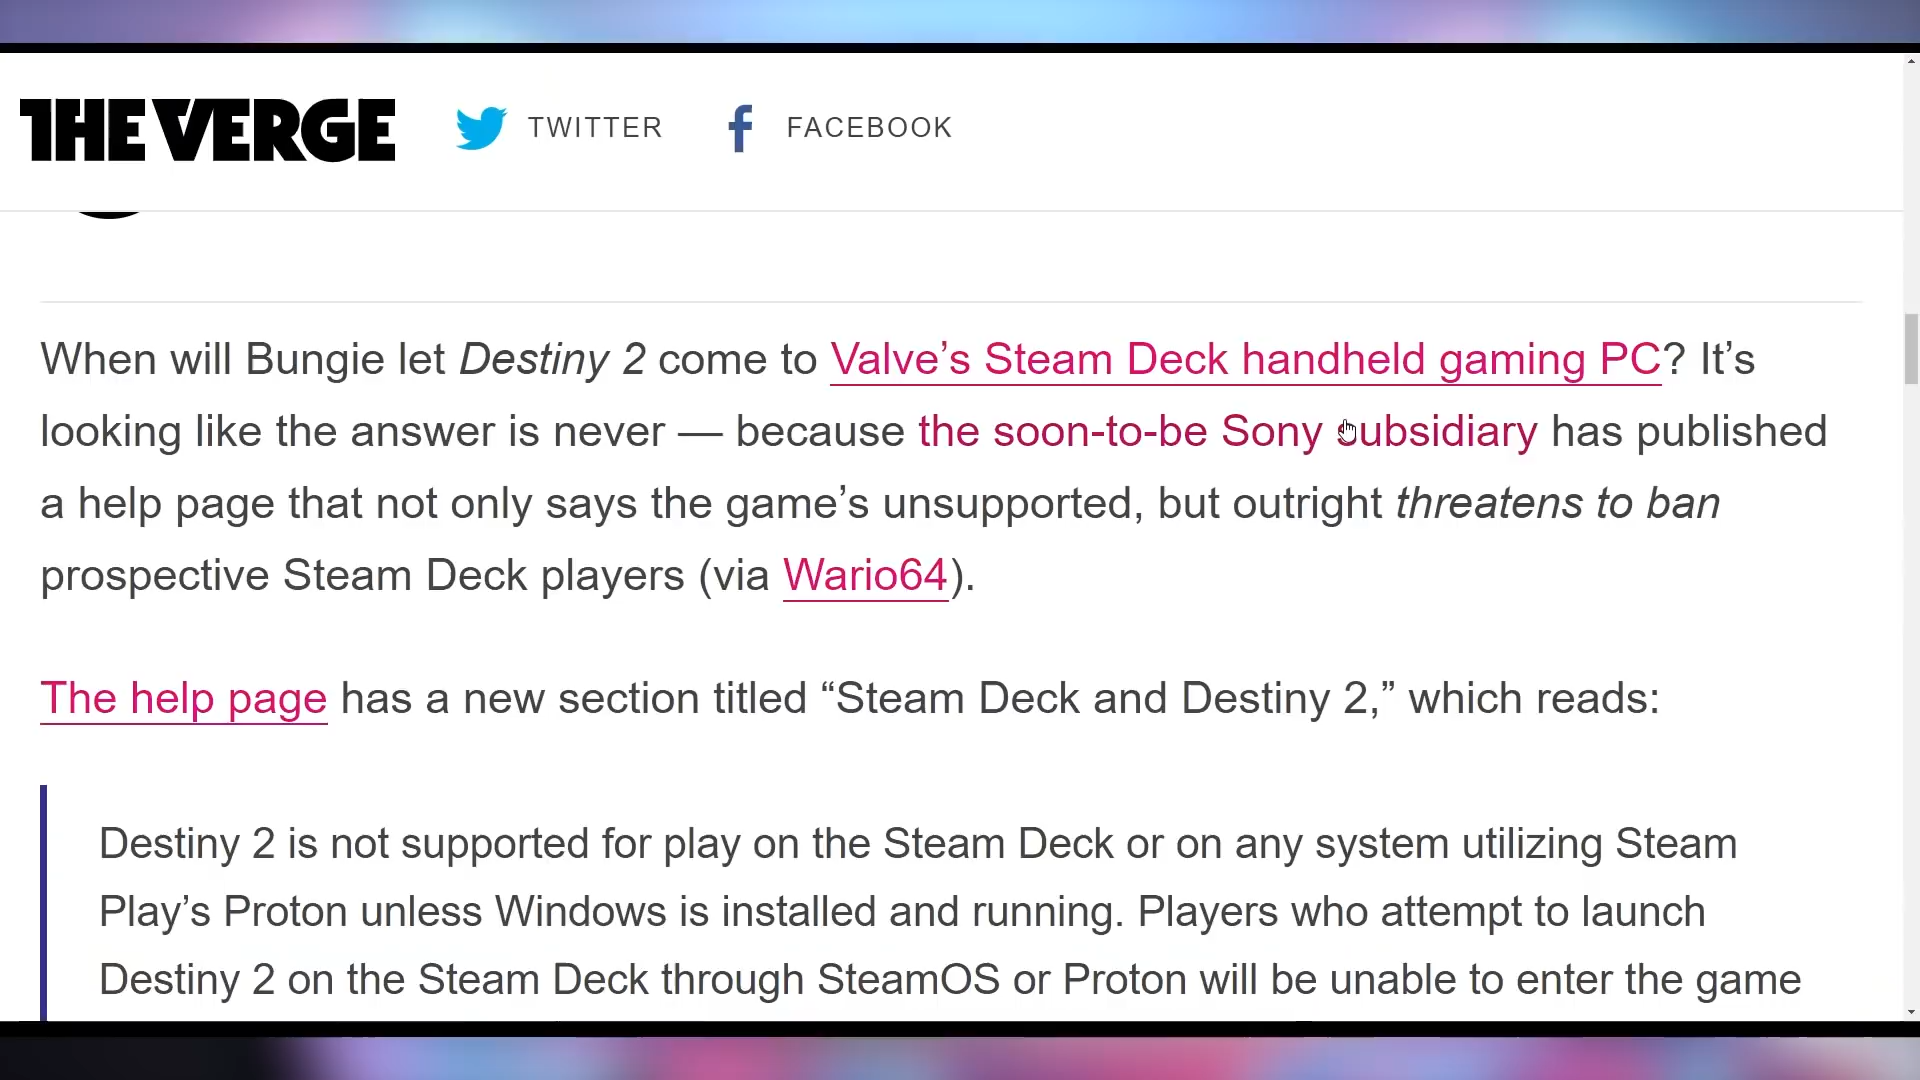 THE VERGE TWITTER FACEBOOK
When will Bungie let Destiny 2 come to Valve’s Steam Deck handheld gaming PC? It’s
looking like the answer is never — because the soon-to-be Sony subsidiary has published
a help page that not only says the game’s unsupported, but outright threatens to ban
prospective Steam Deck players (via Wario64).
The help page has a new section titled “Steam Deck and Destiny 2,” which reads:
Destiny 2 is not supported for play on the Steam Deck or on any system utilizing Steam
Play’s Proton unless Windows is installed and running. Players who attempt to launch
Destiny 2 on the Steam Deck through SteamOS or Proton will be unable to enter the game